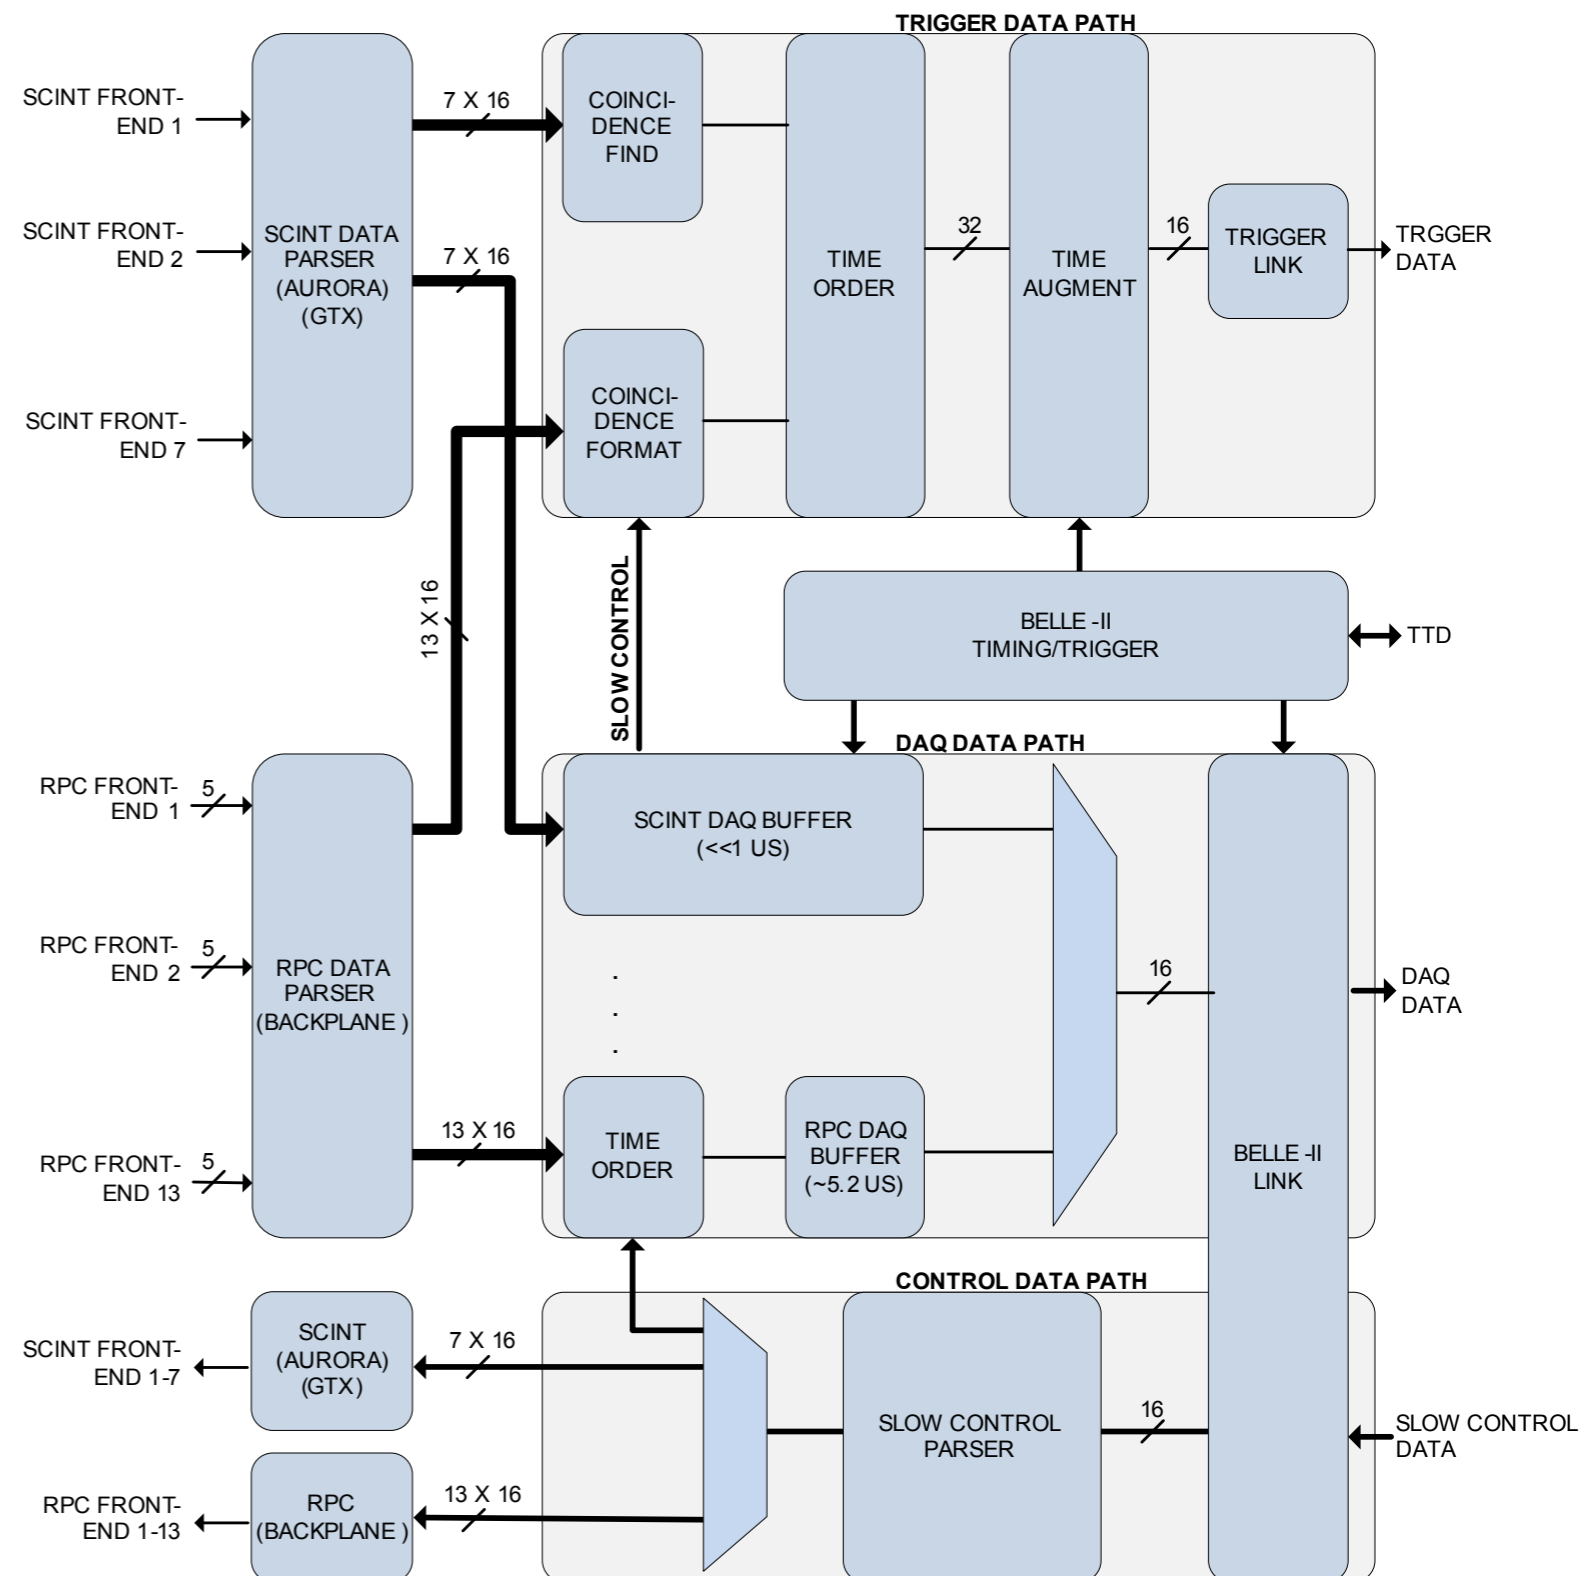 TRIGGER DATA PATH
SCINT FRONT-
END 1
SCINT FRONT-
END 2
SCINT FRONT-
END 7
SCINT DATA
PARSER
(AURORA)
(GTX)
7 X 16
7 X 16
COINCI-
DENCE
FIND
COINCI-
DENCE
FORMAT
TIME
ORDER
32
TIME
AUGMENT
16
TRIGGER
LINK
TRGGER
DATA
13 X 16
SLOW CONTROL
BELLE -II
TIMING/TRIGGER
TTD
DAQ DATA PATH
RPC FRONT-
END 1
5
RPC FRONT-
END 2
5
RPC FRONT-
END 13
5
RPC DATA
PARSER
(BACKPLANE )
13 X 16
SCINT DAQ BUFFER
(<<1 US)
.
.
.
TIME
ORDER
RPC DAQ
BUFFER
(~5.2 US)
16
BELLE -II
LINK
DAQ
DATA
CONTROL DATA PATH
SCINT FRONT-
END 1-7
SCINT
(AURORA)
(GTX)
7 X 16
RPC FRONT-
END 1-13
RPC
(BACKPLANE )
13 X 16
SLOW CONTROL
PARSER
16
SLOW CONTROL
DATA